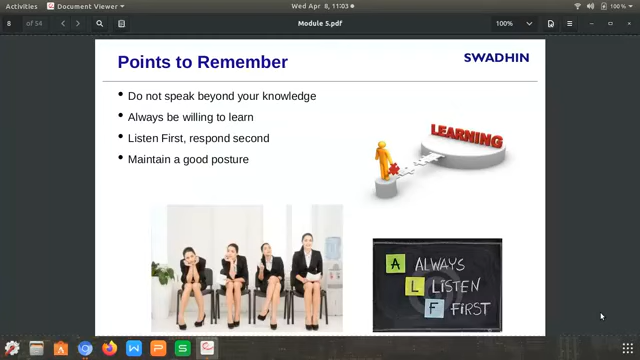 Activities
Document Viewer
Wed Apr 8, 11:03
100 %
8 of 54
Module 5.pdf
100%
Points to Remember
SWADHIN
• Do not speak beyond your knowledge
• Always be willing to learn
• Listen First, respond second
• Maintain a good posture
LEARNING
A ALWAYS
L LiSTEN
F FiRST